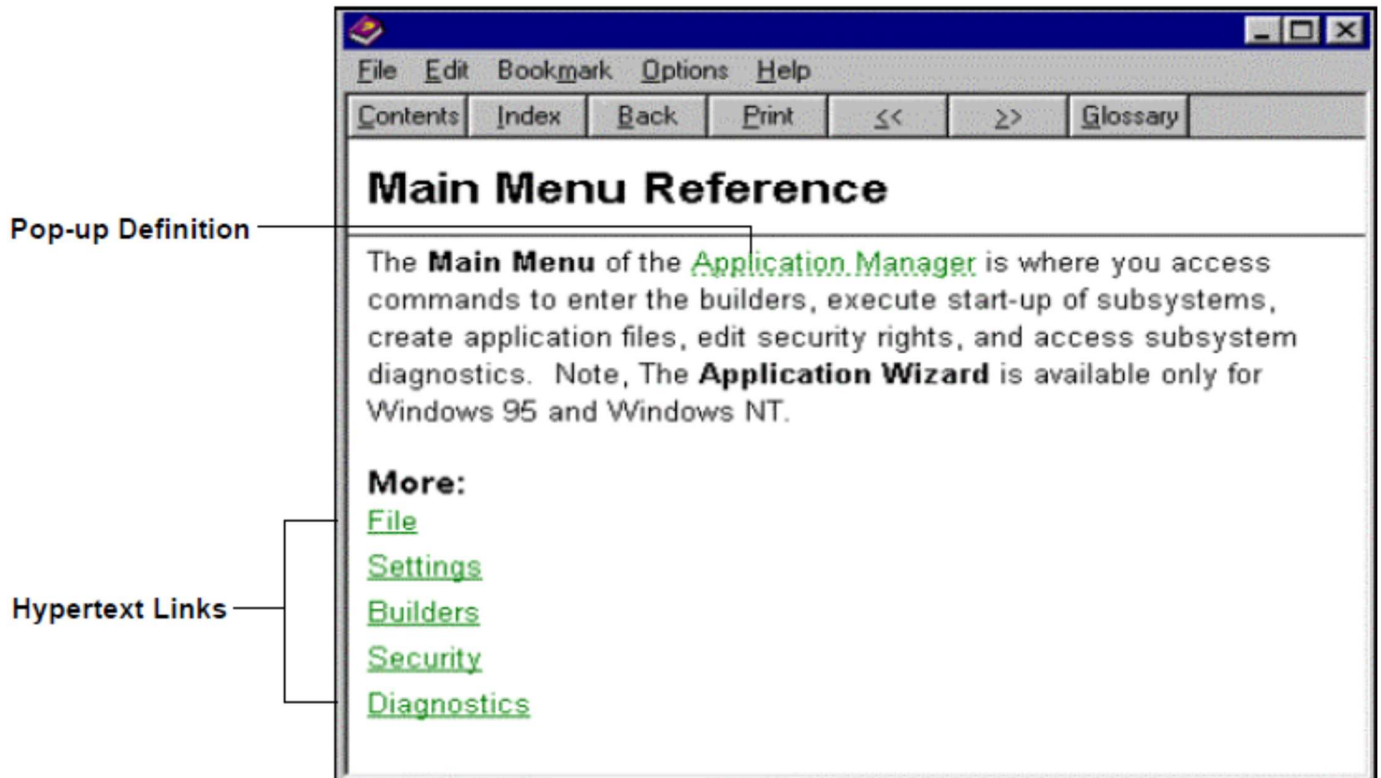 File Edit Bookmark Options Help
Contents Index Back Print << >> Glossary
Main Menu Reference
Pop-up Definition
The Main Menu of the Application Manager is where you access
commands to enter the builders, execute start-up of subsystems,
create application files, edit security rights, and access subsystem
diagnostics. Note, The Application Wizard is available only for
Windows 95 and Windows NT.
More:
File
Settings
Builders
Hypertext Links
Security
Diagnostics